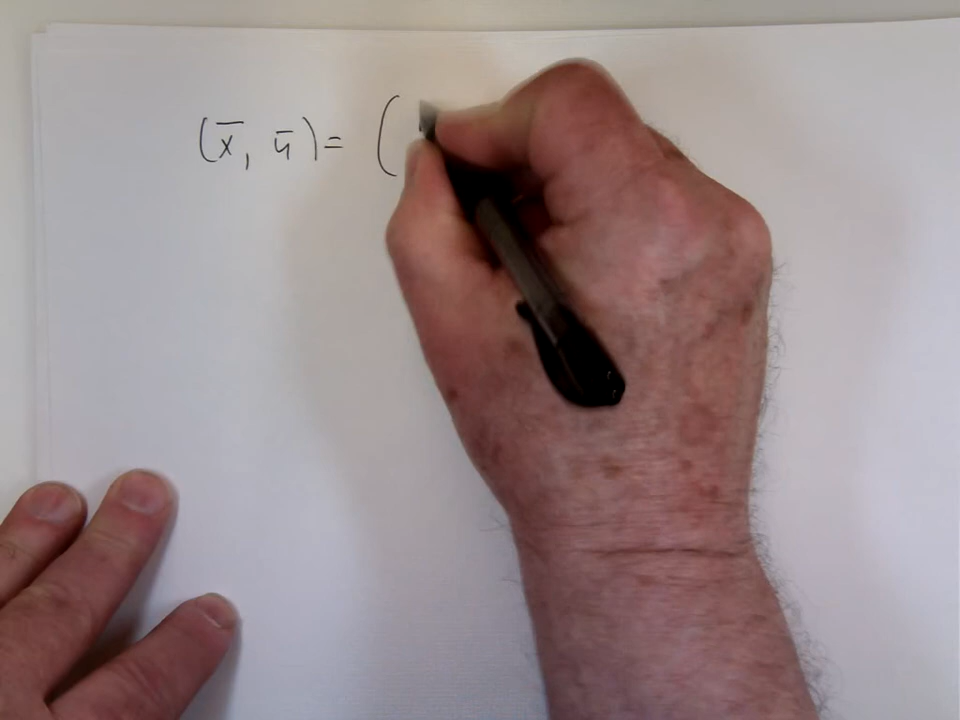 (x̄, ū) = (